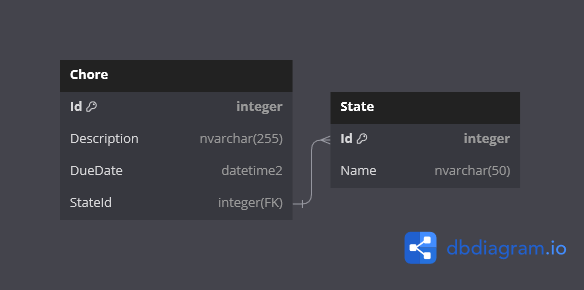 Chore
Id integer
Description nvarchar(255)
DueDate datetime2
StateId integer(FK)
State
Id integer
Name nvarchar(50)
dbdiagram.io